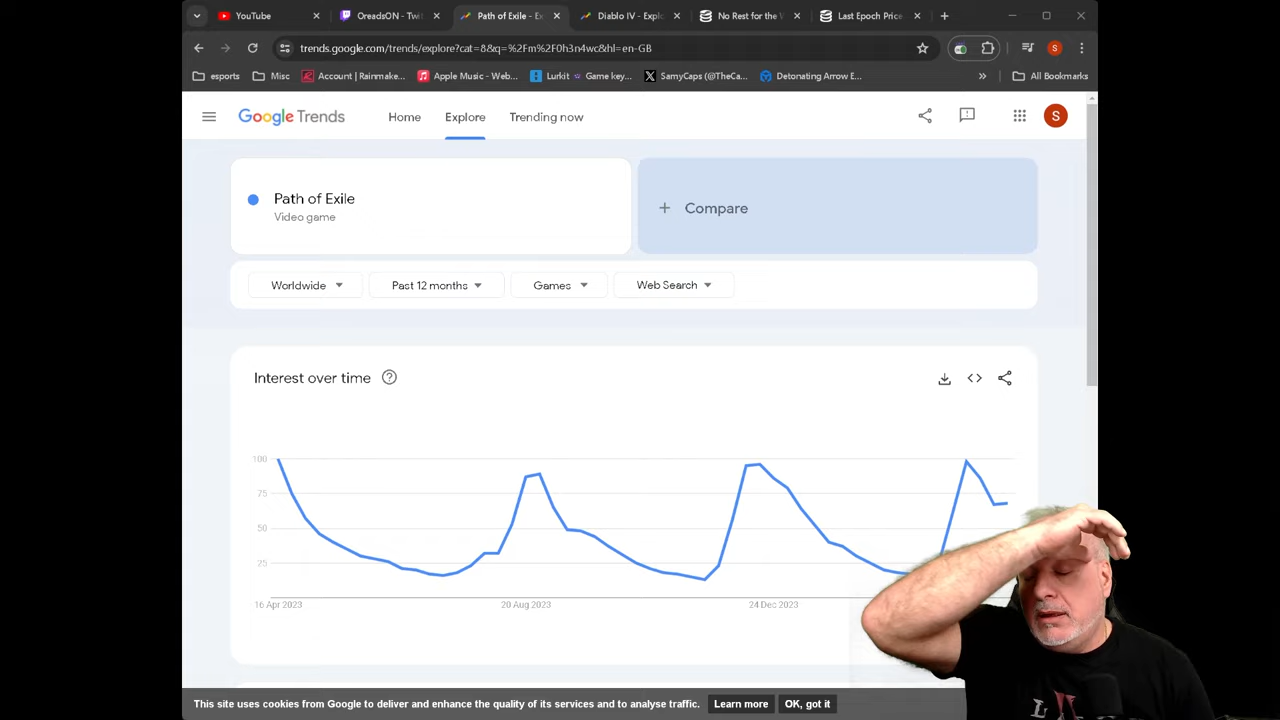 YouTube
OreadsON - Twit
Path of Exile - Ex
Diablo IV - Explo
No Rest for the W
Last Epoch Price
trends.google.com/trends/explore?cat=8&q=%2Fm%2F0h3n4wc&hl=en-GB
S
esports
Misc
Account | Rainmake...
Apple Music - Web...
Lurkit
Game key...
SamyCaps (@TheCa...
Detonating Arrow E...
All Bookmarks
Google Trends
Home
Explore
Trending now
S
Path of Exile
Video game
+ Compare
Worldwide
Past 12 months
Games
Web Search
Interest over time
100
75
50
25
16 Apr 2023
20 Aug 2023
24 Dec 2023
This site uses cookies from Google to deliver and enhance the quality of its services and to analyse traffic.
Learn more
OK, got it